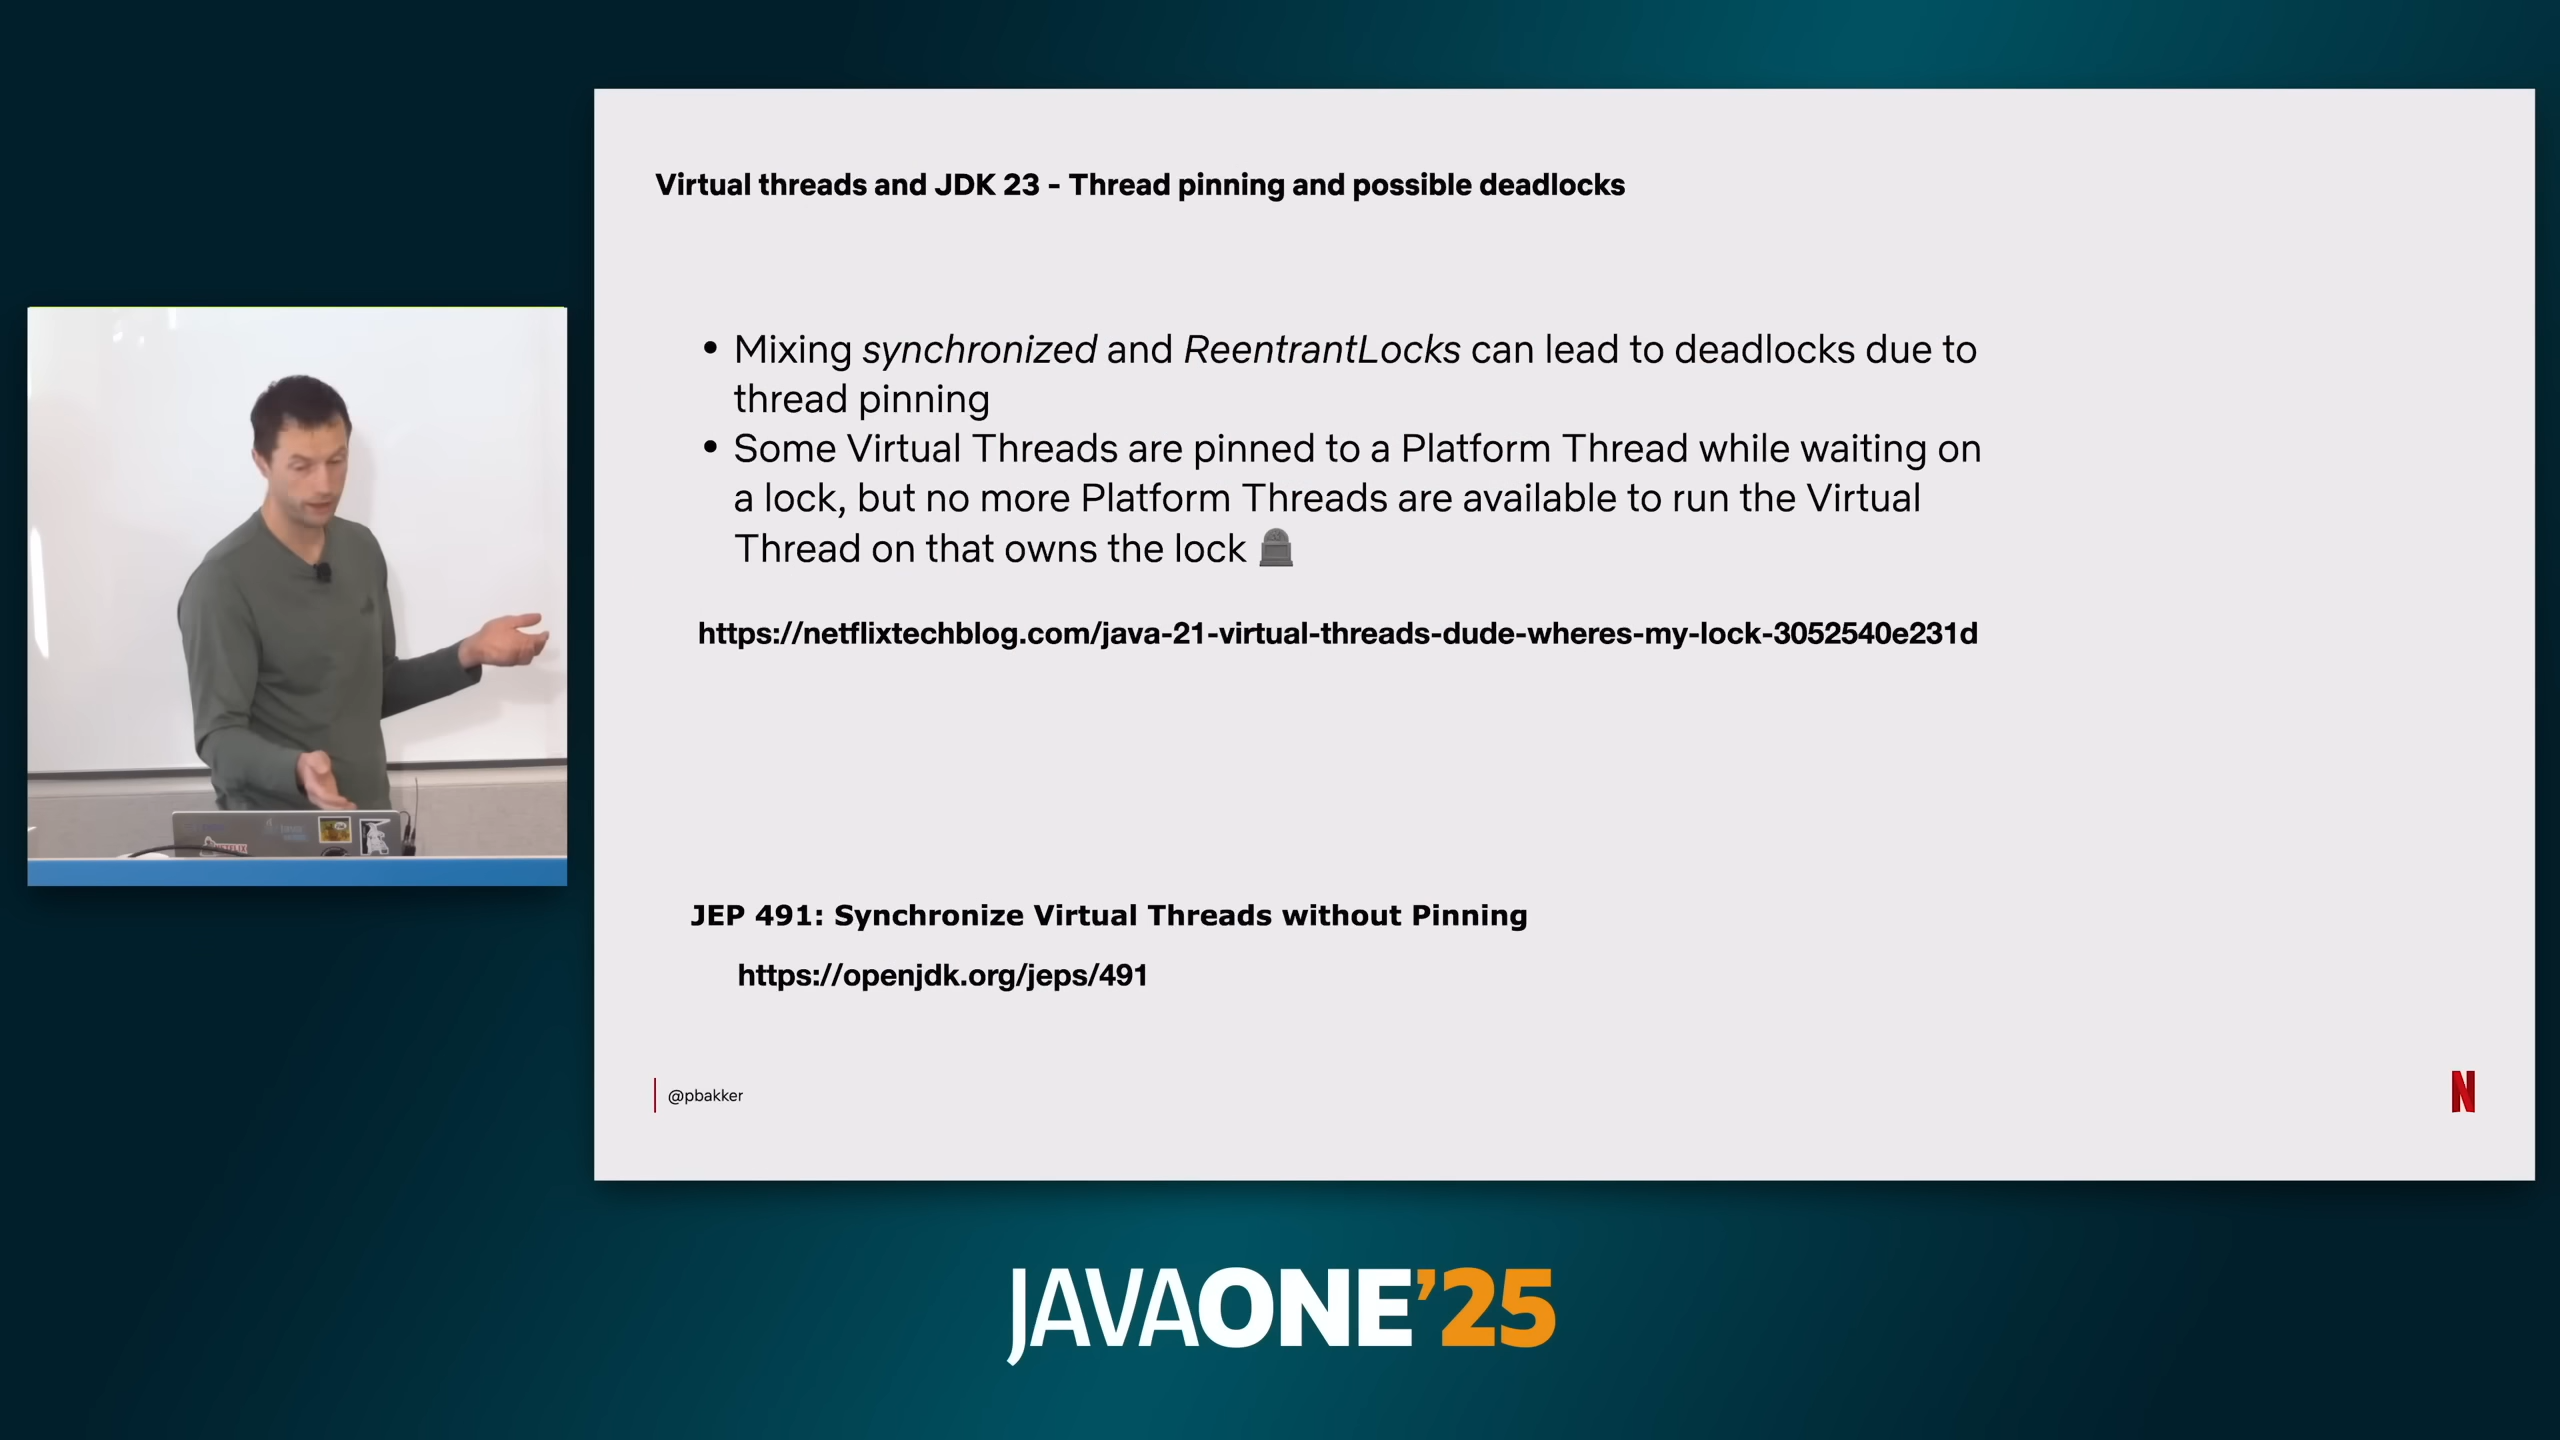 Virtual threads and JDK 23 - Thread pinning and possible deadlocks
• Mixing synchronized and ReentrantLocks can lead to deadlocks due to
thread pinning
• Some Virtual Threads are pinned to a Platform Thread while waiting on
a lock, but no more Platform Threads are available to run the Virtual
Thread on that owns the lock
https://netflixtechblog.com/java-21-virtual-threads-dude-wheres-my-lock-3052540e231d
JEP 491: Synchronize Virtual Threads without Pinning
https://openjdk.org/jeps/491
@pbakker
N
NETFLIX
JAVAONE'25